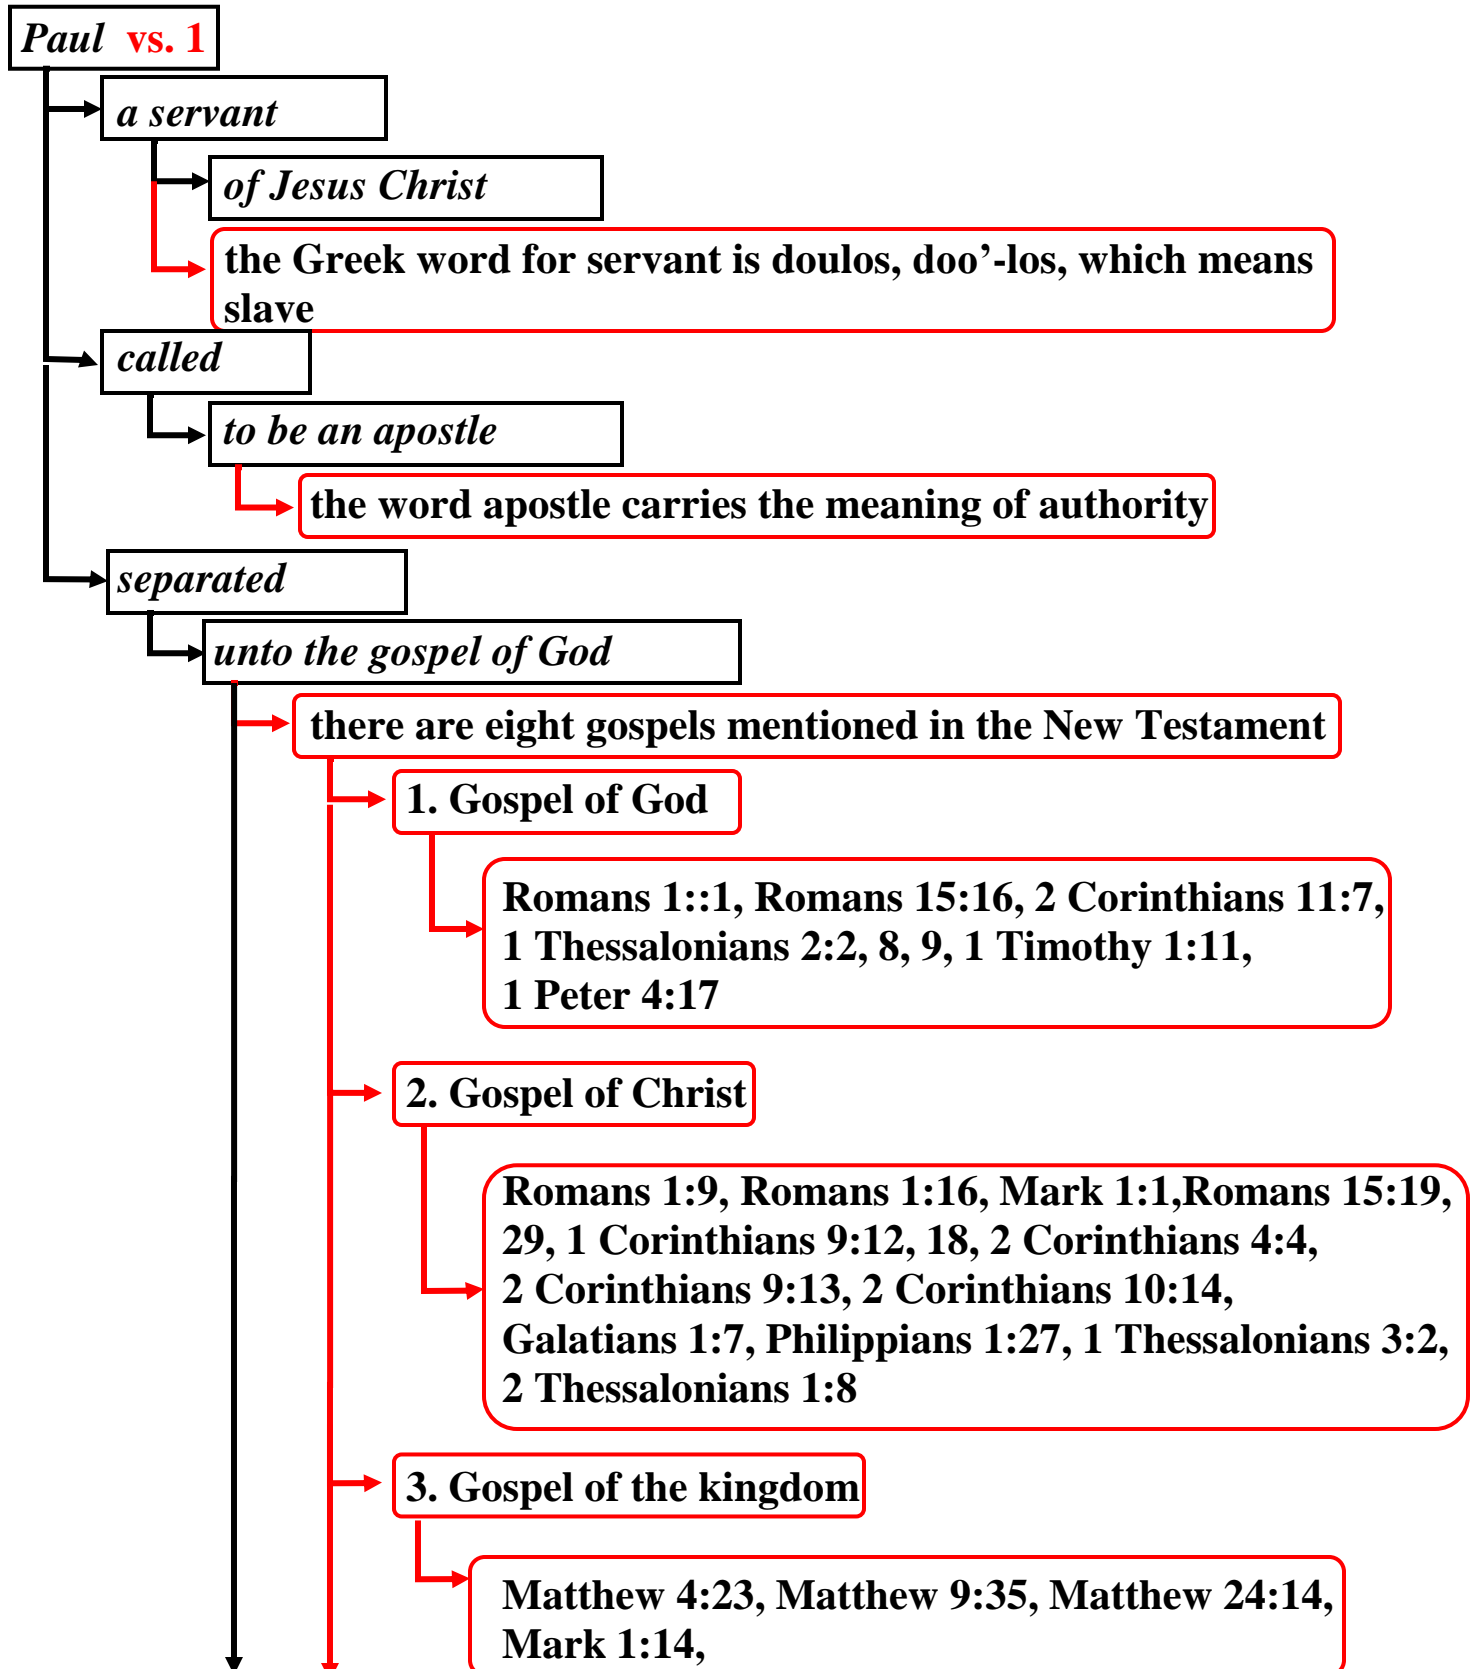 Paul vs. 1
a servant
of Jesus Christ
the Greek word for servant is doulos, doo’-los, which means
slave
called
to be an apostle
the word apostle carries the meaning of authority
separated
unto the gospel of God
there are eight gospels mentioned in the New Testament
1. Gospel of God
Romans 1::1, Romans 15:16, 2 Corinthians 11:7,
1 Thessalonians 2:2, 8, 9, 1 Timothy 1:11,
1 Peter 4:17
2. Gospel of Christ
Romans 1:9, Romans 1:16, Mark 1:1,Romans 15:19,
29, 1 Corinthians 9:12, 18, 2 Corinthians 4:4,
2 Corinthians 9:13, 2 Corinthians 10:14,
Galatians 1:7, Philippians 1:27, 1 Thessalonians 3:2,
2 Thessalonians 1:8
3. Gospel of the kingdom
Matthew 4:23, Matthew 9:35, Matthew 24:14,
Mark 1:14,